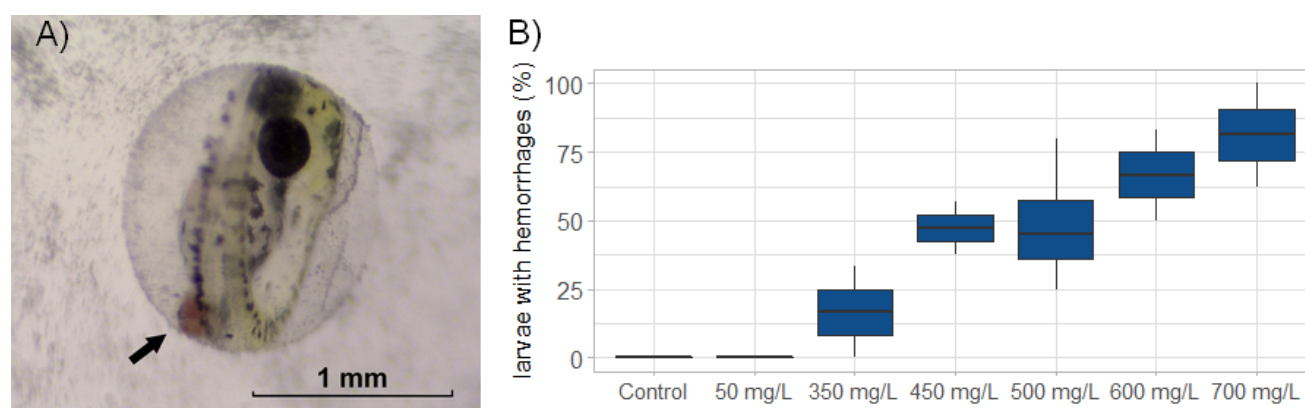 A)
1 mm
B)
larvae with hemorrhages (%)
100
75
50
25
0
Control 50 mg/L 350 mg/L 450 mg/L 500 mg/L 600 mg/L 700 mg/L